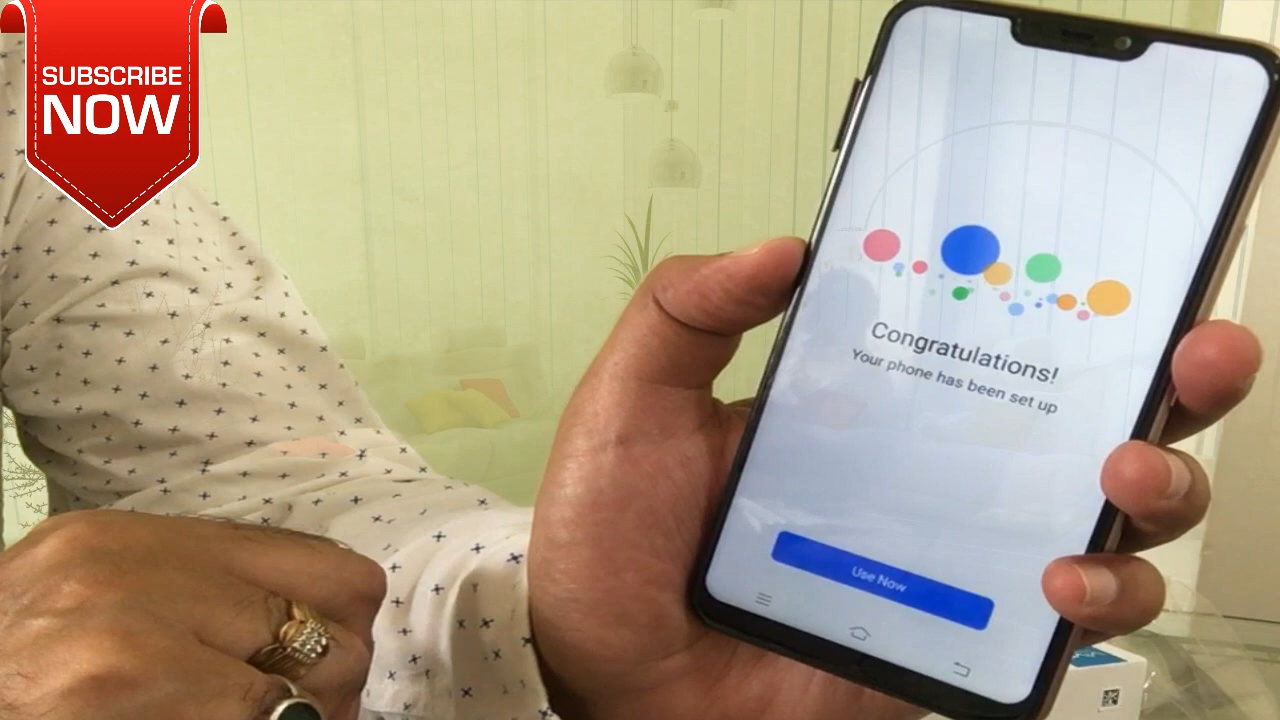 SUBSCRIBE
NOW
Congratulations!
Your phone has been set up
Use Now